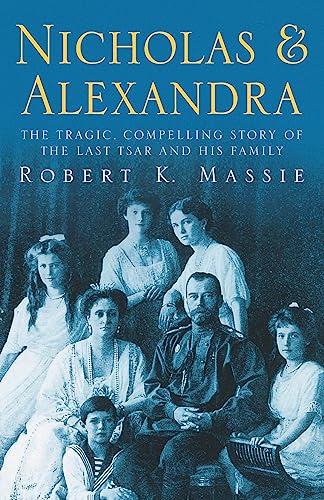 NICHOLAS &
ALEXANDRA
THE TRAGIC, COMPELLING STORY OF
THE LAST TSAR AND HIS FAMILY
ROBERT K. MASSIE